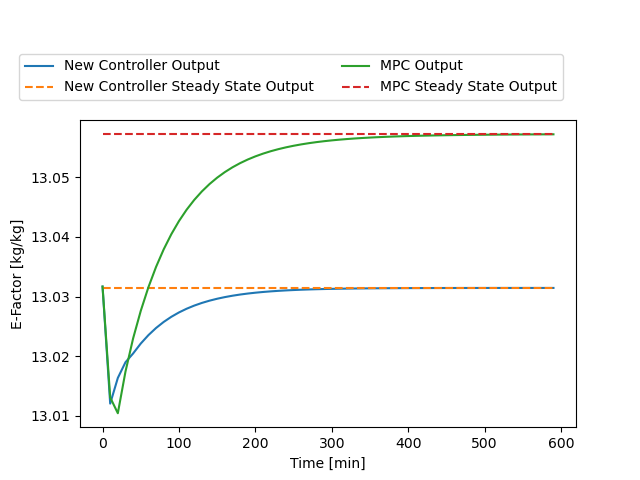 New Controller Output
MPC Output
New Controller Steady State Output
MPC Steady State Output
13.05
13.04
13.03
13.02
13.01
E-Factor [kg/kg]
0 100 200 300 400 500 600
Time [min]